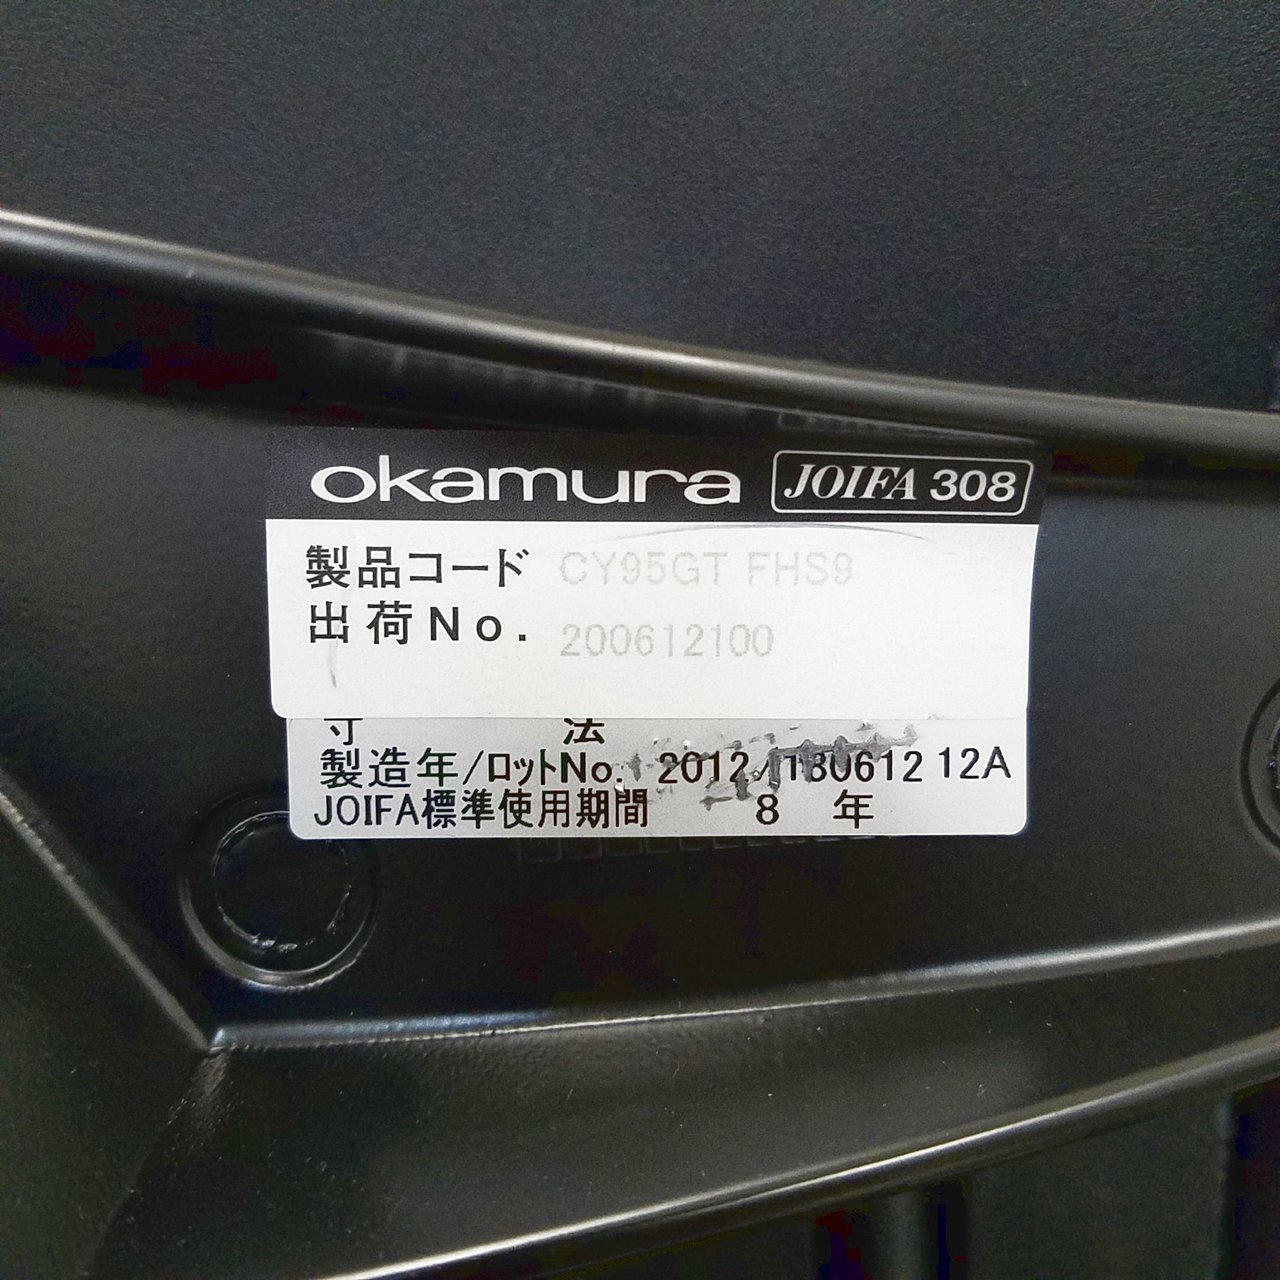 okamura JOIFA 308
製品コード CY95GT FHS9
出荷No. 200612100
寸 法
製造年/ロットNo. 2012/130612 12A
JOIFA標準使用期間 8 年